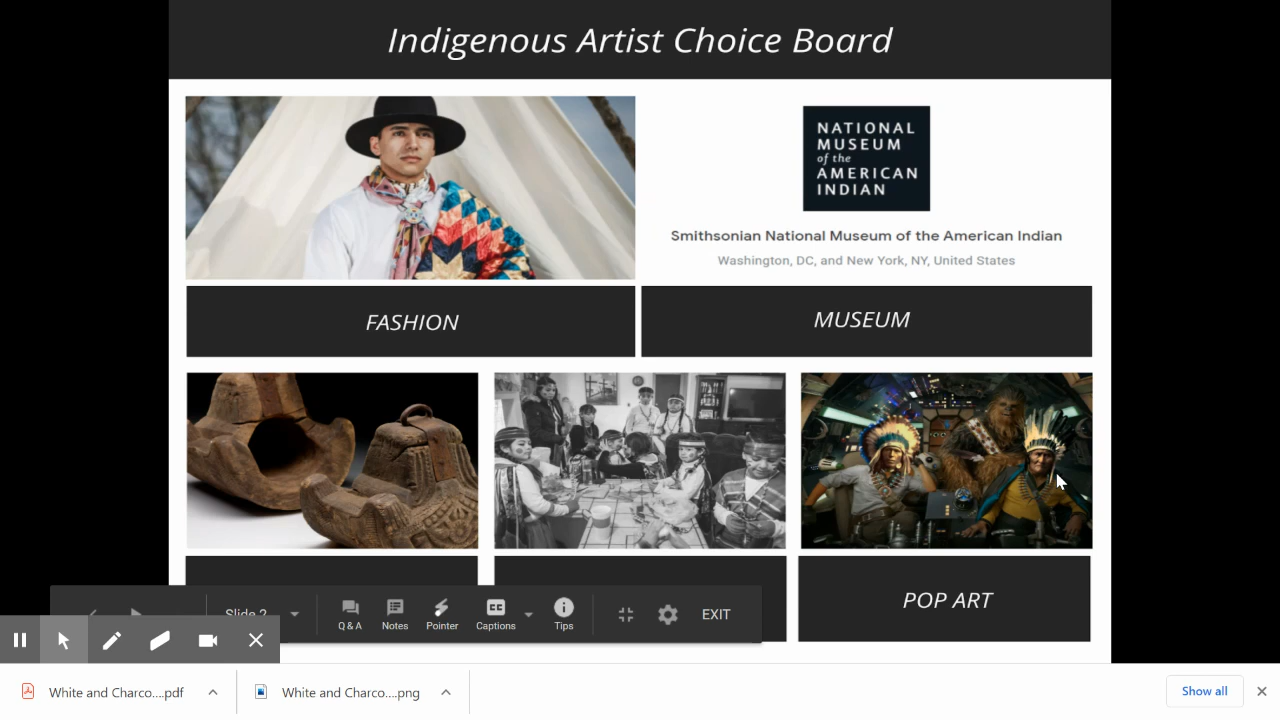 Indigenous Artist Choice Board
NATIONAL
MUSEUM
of the
AMERICAN
INDIAN
Smithsonian National Museum of the American Indian
Washington, DC, and New York, NY, United States
FASHION
MUSEUM
POP ART
Slide 2
Q & A
Notes
Pointer
CC
Captions
Tips
EXIT
White and Charco....pdf
White and Charco....png
Show all